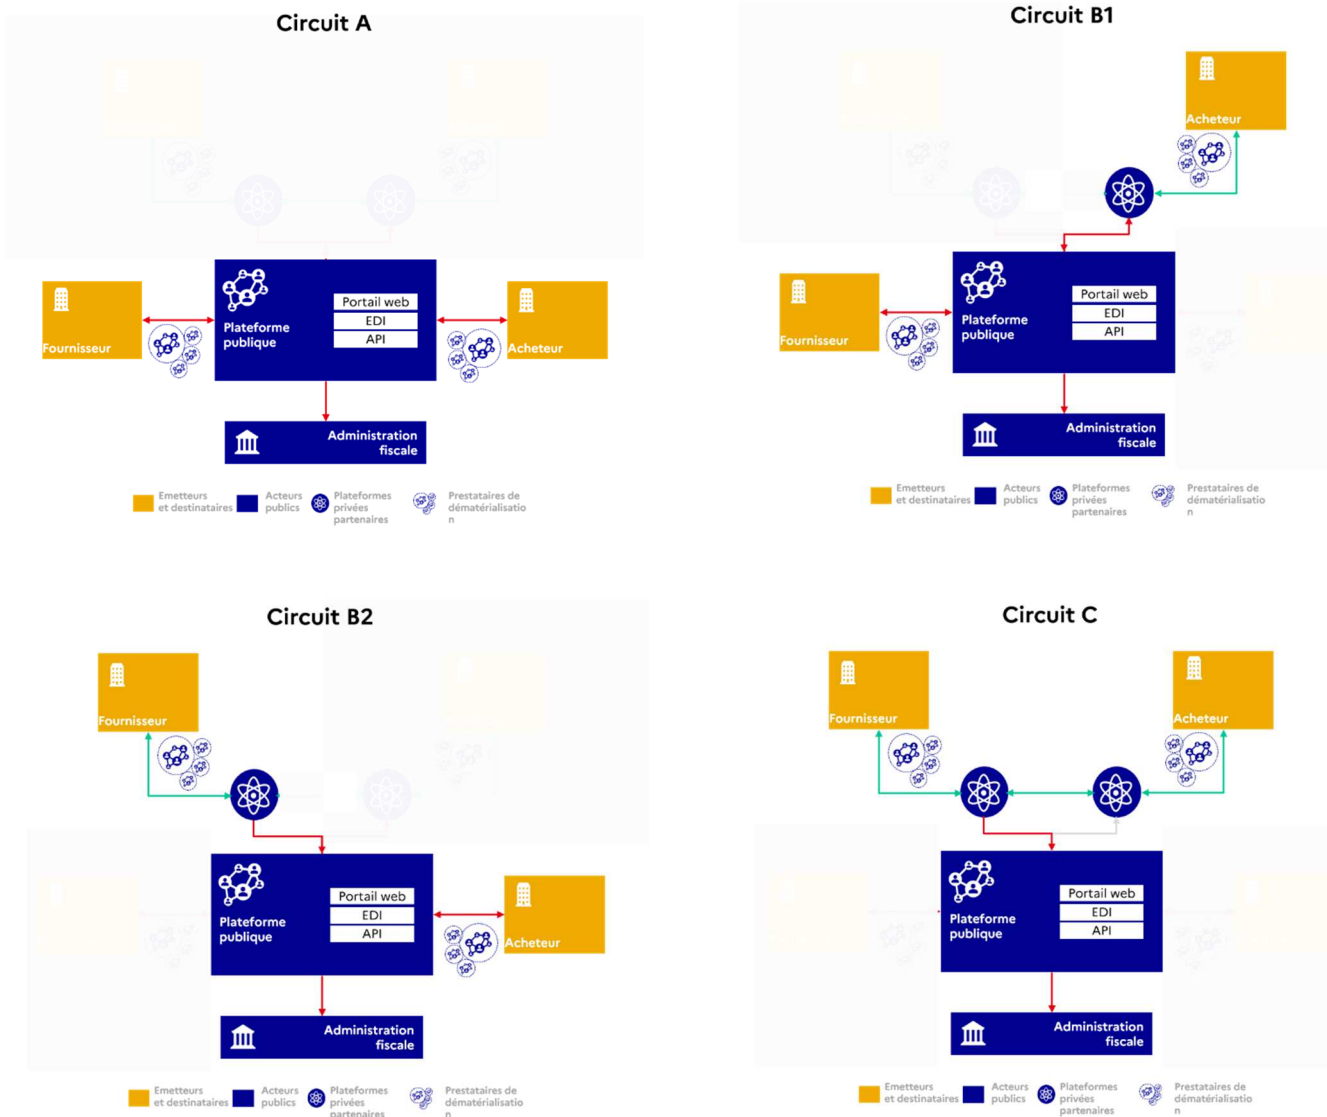 Circuit A
Fournisseur
Plateforme
publique
Portail web
EDI
API
Acheteur
Administration
fiscale
Emetteurs
et destinataires
Acteurs
publics
Plateformes
privées
partenaires
Prestataires de
dématérialisatio
n
Circuit B1
Acheteur
Fournisseur
Plateforme
publique
Portail web
EDI
API
Administration
fiscale
Emetteurs
et destinataires
Acteurs
publics
Plateformes
privées
partenaires
Prestataires de
dématérialisatio
n
Circuit B2
Fournisseur
Plateforme
publique
Portail web
EDI
API
Acheteur
Administration
fiscale
Emetteurs
et destinataires
Acteurs
publics
Plateformes
privées
partenaires
Prestataires de
dématérialisatio
n
Circuit C
Fournisseur
Acheteur
Plateforme
publique
Portail web
EDI
API
Administration
fiscale
Emetteurs
et destinataires
Acteurs
publics
Plateformes
privées
partenaires
Prestataires de
dématérialisatio
n